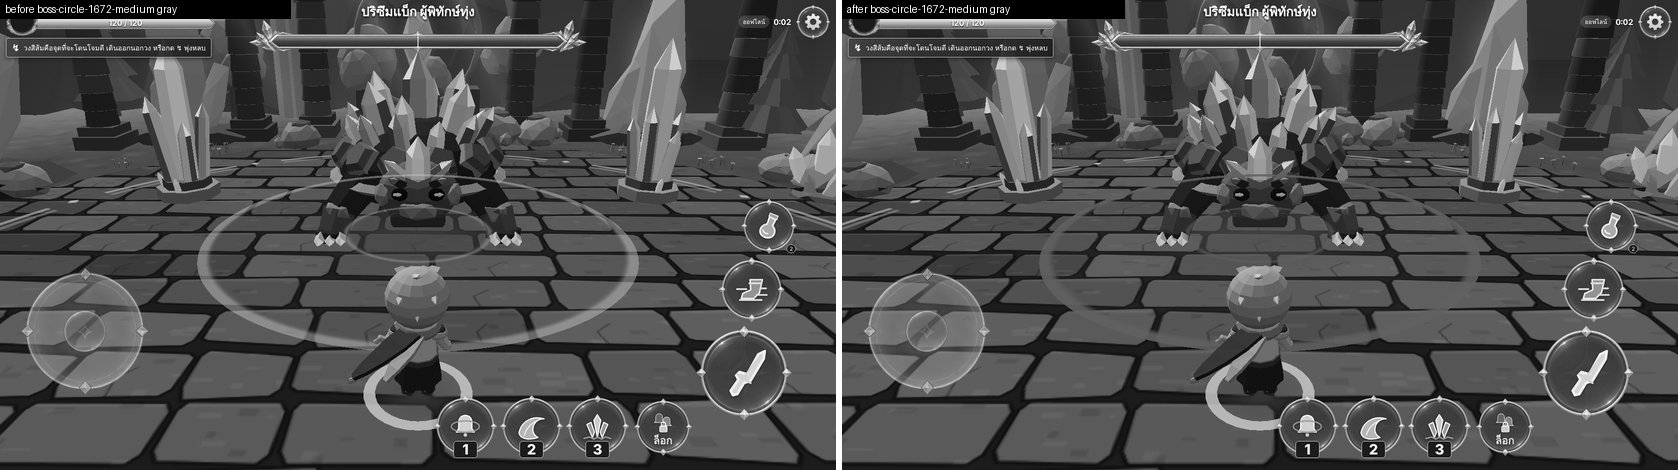 before boss-circle-1672-medium gray
ปริซึมแบ็ก ผู้พิทักษ์ทุ่ง
120 / 120
ออฟไลน์ 0:02
วงสีส้มคือจุดที่จะโดนโจมตี เดินออกนอกวง หรือกด พุ่งหลบ
2
1
2
3
ล็อก
after boss-circle-1672-medium gray
ปริซึมแบ็ก ผู้พิทักษ์ทุ่ง
120 / 120
ออฟไลน์ 0:02
วงสีส้มคือจุดที่จะโดนโจมตี เดินออกนอกวง หรือกด พุ่งหลบ
2
1
2
3
ล็อก